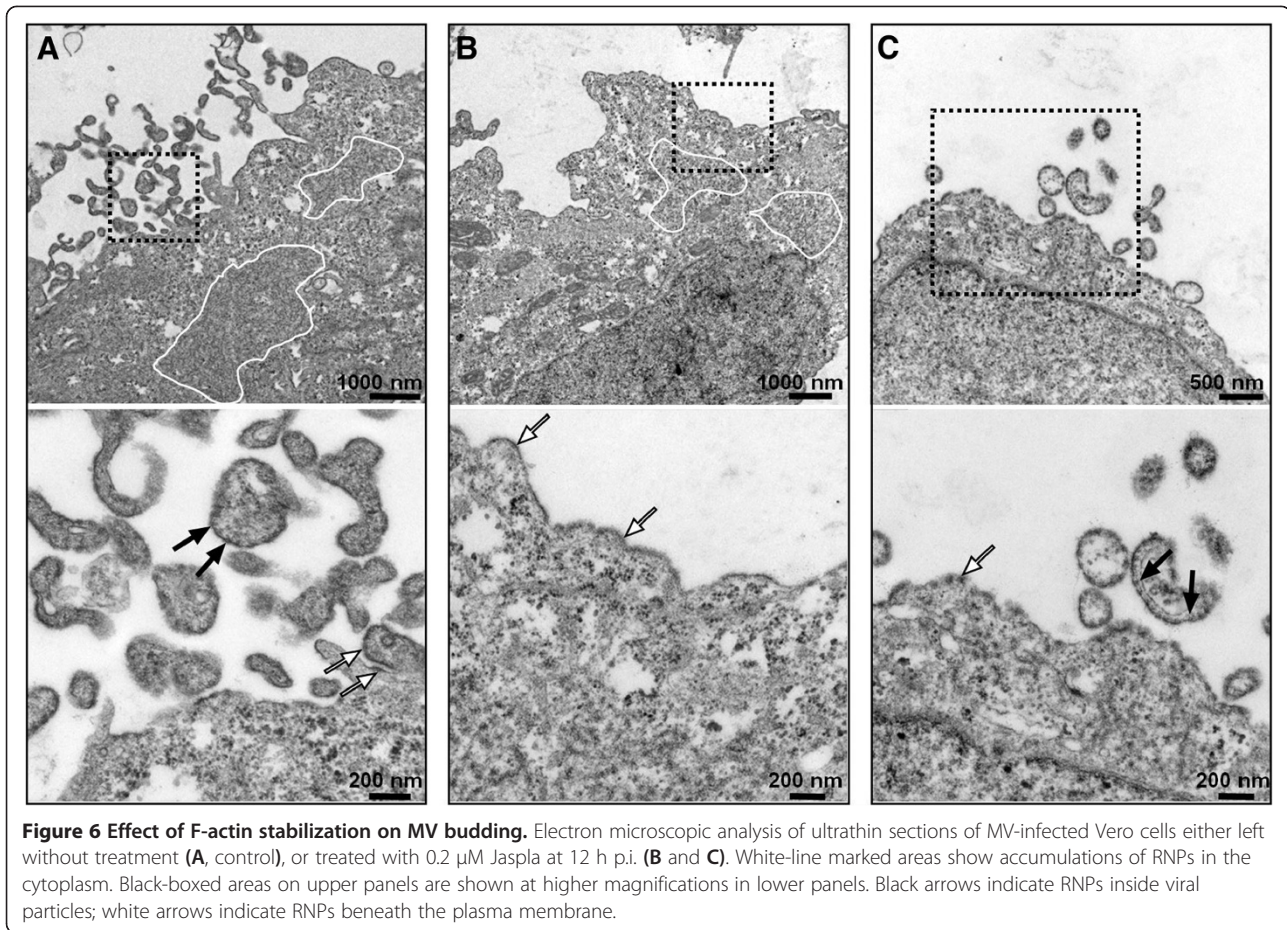 A
B
C
1000 nm
1000 nm
500 nm
200 nm
200 nm
200 nm
Figure 6 Effect of F-actin stabilization on MV budding. Electron microscopic analysis of ultrathin sections of MV-infected Vero cells either left
without treatment (A, control), or treated with 0.2 μM Jaspla at 12 h p.i. (B and C). White-line marked areas show accumulations of RNPs in the
cytoplasm. Black-boxed areas on upper panels are shown at higher magnifications in lower panels. Black arrows indicate RNPs inside viral
particles; white arrows indicate RNPs beneath the plasma membrane.